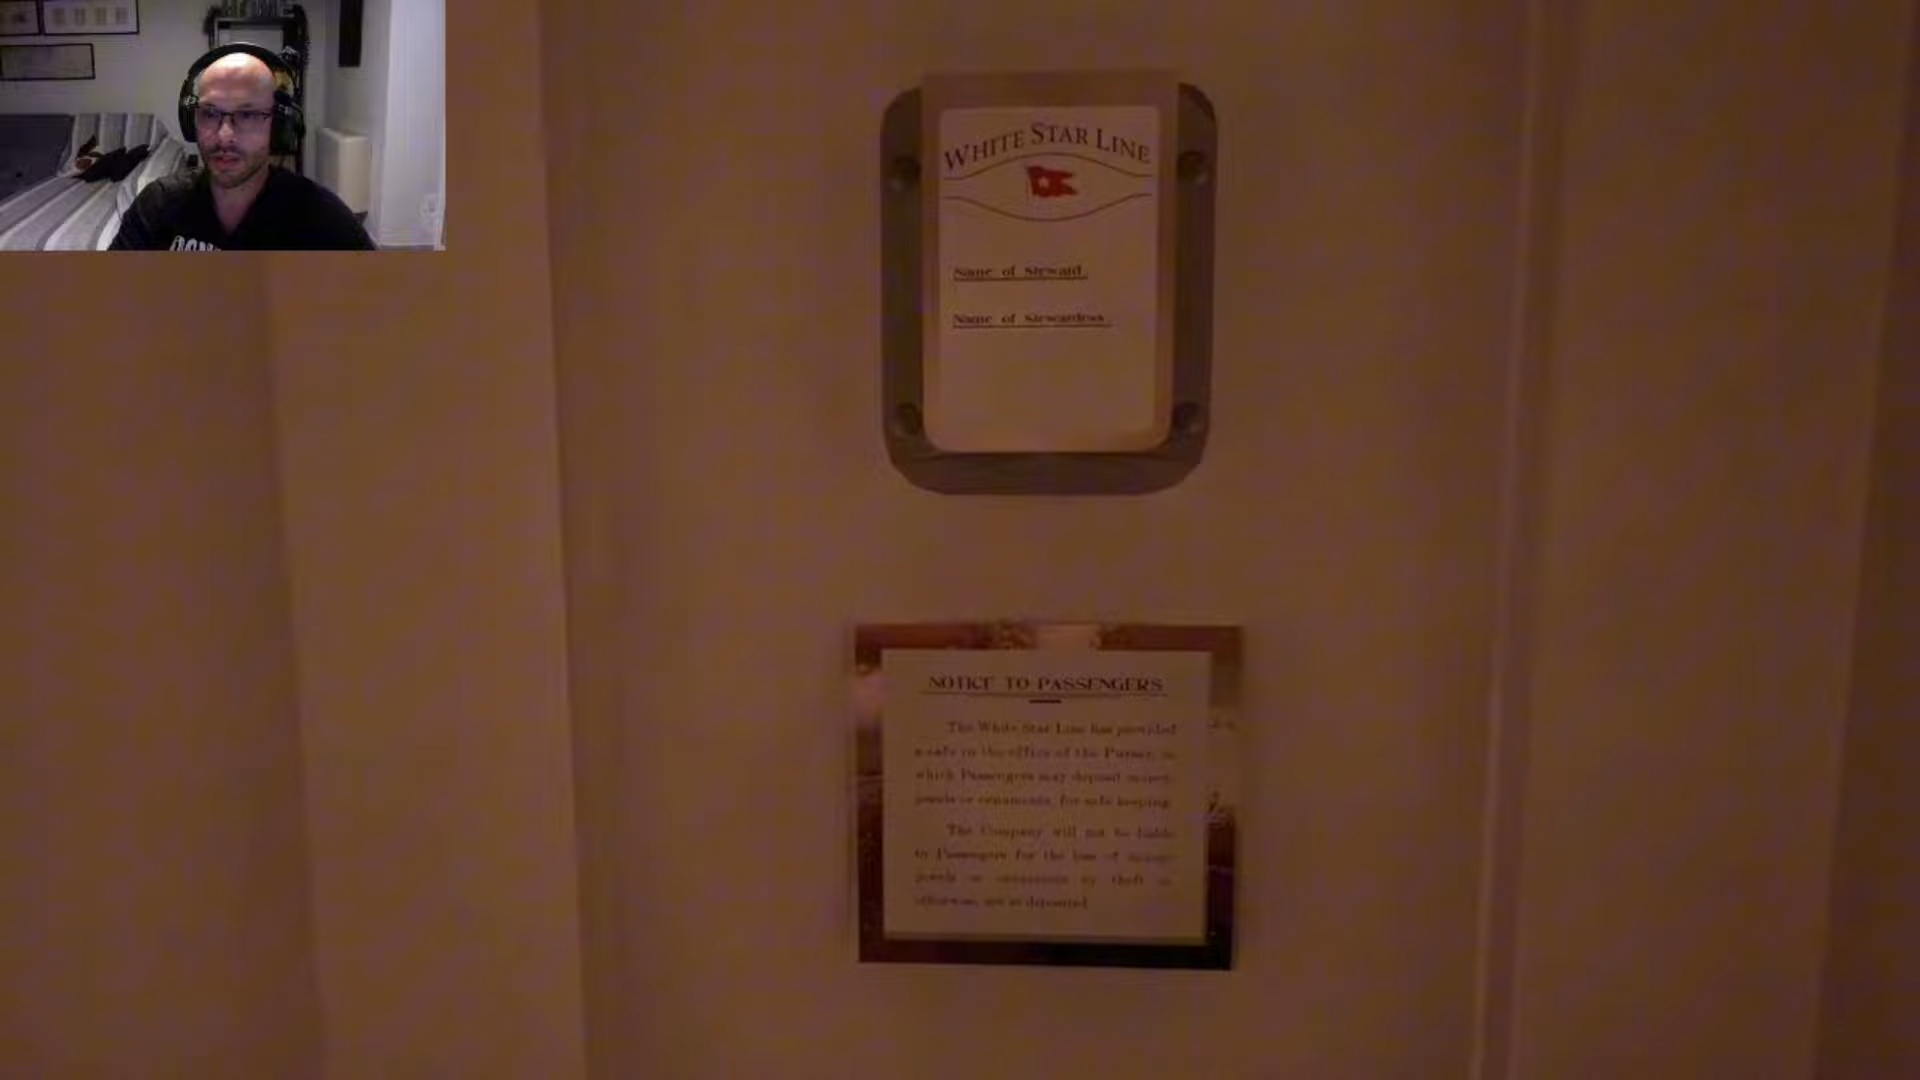 WHITE STAR LINE
Name of Steward
Name of Stewardess
NOTICE TO PASSENGERS
The White Star Line has provided
a safe in the office of the Purser, in
which Passengers may deposit money,
jewels or ornaments, for safe keeping.
The Company will not be liable
to Passengers for the loss of money
jewels or ornaments by theft or
otherwise, not so deposited.